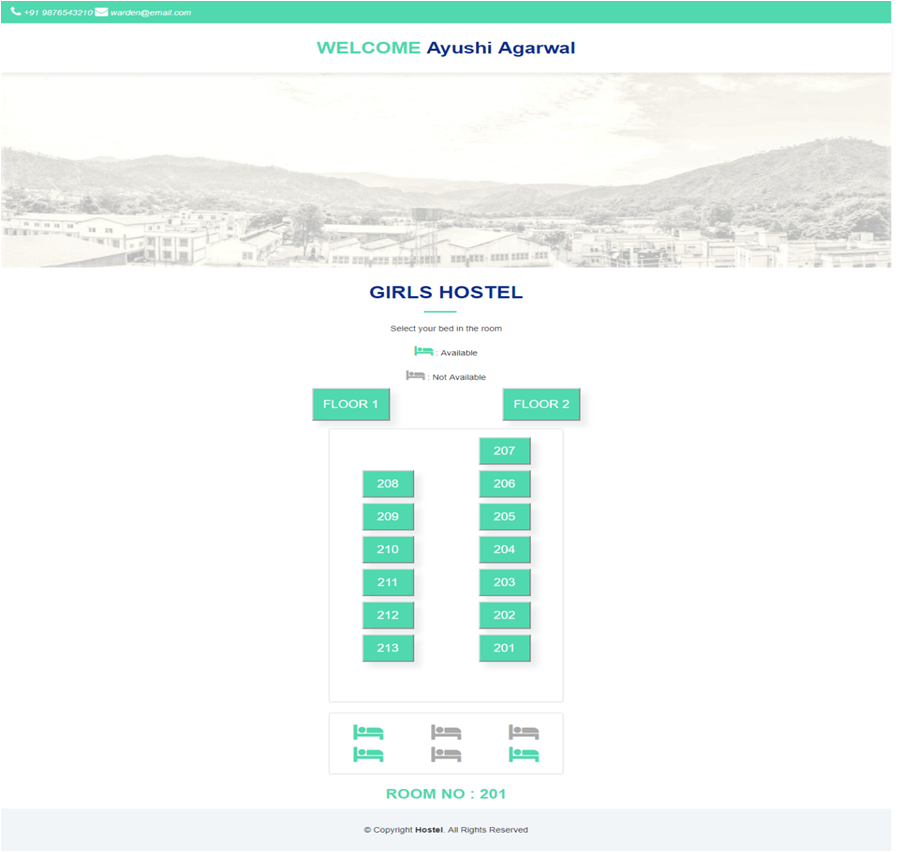 +91 9876543210 warden@email.com
WELCOME Ayushi Agarwal
GIRLS HOSTEL
Select your bed in the room
: Available
: Not Available
FLOOR 1 FLOOR 2
207
208 206
209 205
210 204
211 203
212 202
213 201
ROOM NO : 201
© Copyright Hostel. All Rights Reserved